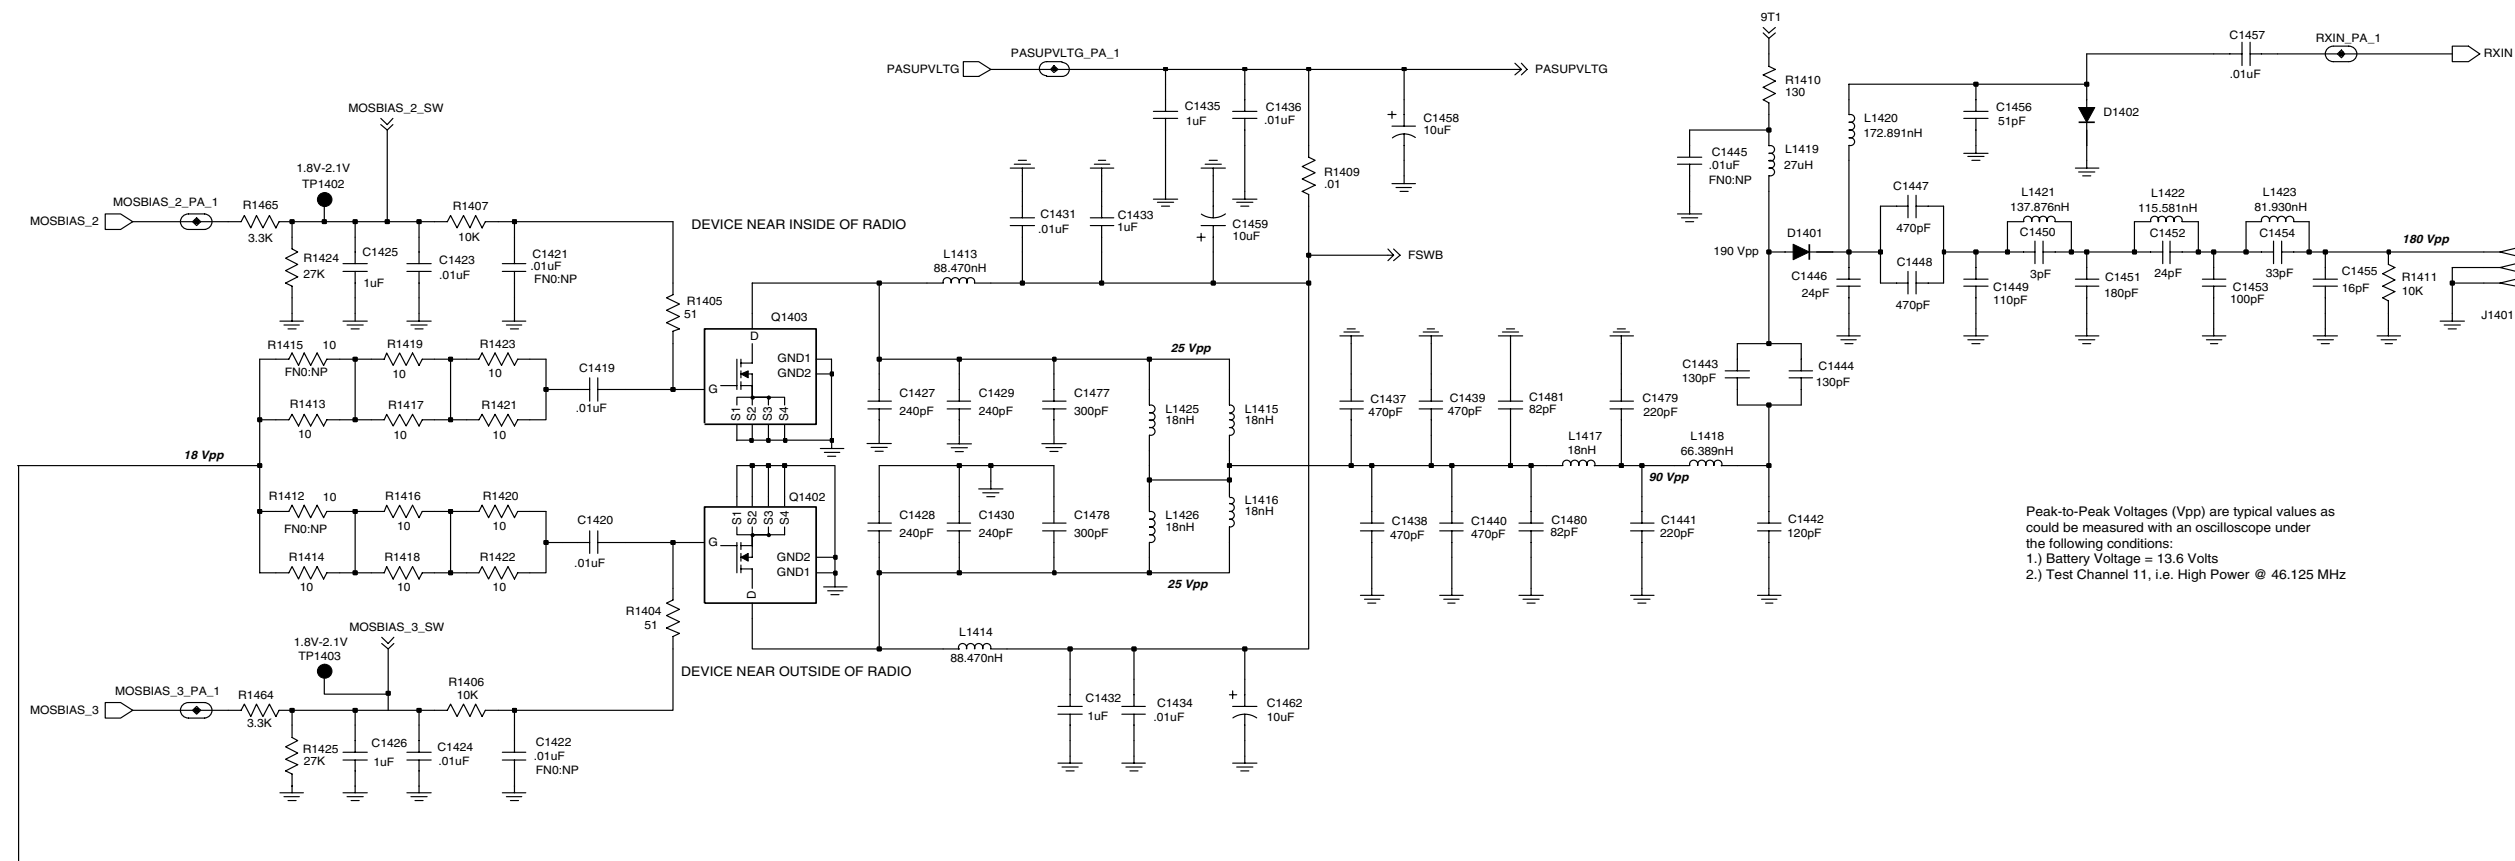 9T1
PASUPVLTG
PASUPVLTG_PA_1
PASUPVLTG
C1457
.01uF
RXIN_PA_1
RXIN
R1410
130
MOSBIAS_2_SW
C1435
1uF
C1436
.01uF
C1458
10uF
+
C1456
51pF
D1402
L1420
172.891nH
C1445
.01uF
FN0:NP
L1419
27uH
1.8V-2.1V
TP1402
R1409
.01
MOSBIAS_2
MOSBIAS_2_PA_1
R1465
3.3K
R1407
10K
DEVICE NEAR INSIDE OF RADIO
C1431
.01uF
C1433
1uF
C1459
10uF
+
C1447
470pF
L1421
137.876nH
C1450
3pF
L1422
115.581nH
C1452
24pF
L1423
81.930nH
C1454
33pF
180 Vpp
R1424
27K
C1425
1uF
C1423
.01uF
C1421
.01uF
FN0:NP
L1413
88.470nH
FSWB
190 Vpp
D1401
C1446
24pF
C1448
470pF
C1449
110pF
C1451
180pF
C1453
100pF
C1455
16pF
R1411
10K
J1401
R1405
51
Q1403
D
GND1
GND2
G
S1
S2
S3
S4
R1415
10
FN0:NP
R1419
10
R1423
10
C1419
.01uF
R1413
10
R1417
10
R1421
10
25 Vpp
C1427
240pF
C1429
240pF
C1477
300pF
L1425
18nH
L1415
18nH
C1437
470pF
C1439
470pF
C1481
82pF
C1479
220pF
C1443
130pF
C1444
130pF
L1417
18nH
L1418
66.389nH
18 Vpp
90 Vpp
R1412
10
FN0:NP
R1416
10
R1420
10
C1420
.01uF
R1414
10
R1418
10
R1422
10
Q1402
S1
S2
S3
S4
G
GND2
GND1
D
C1428
240pF
C1430
240pF
C1478
300pF
L1426
18nH
L1416
18nH
25 Vpp
C1438
470pF
C1440
470pF
C1480
82pF
C1441
220pF
C1442
120pF
Peak-to-Peak Voltages (Vpp) are typical values as
could be measured with an oscilloscope under
the following conditions:
1.) Battery Voltage = 13.6 Volts
2.) Test Channel 11, i.e. High Power @ 46.125 MHz
R1404
51
MOSBIAS_3_SW
1.8V-2.1V
TP1403
L1414
88.470nH
DEVICE NEAR OUTSIDE OF RADIO
MOSBIAS_3
MOSBIAS_3_PA_1
R1464
3.3K
R1406
10K
C1432
1uF
C1434
.01uF
+
C1462
10uF
R1425
27K
C1426
1uF
C1424
.01uF
C1422
.01uF
FN0:NP